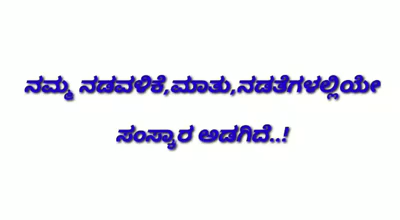 ನಮ್ಮ ನಡವಳಿಕೆ,ಮಾತು,ನಡತೆಗಳಲ್ಲಿಯೇ
ಸಂಸ್ಕಾರ ಅಡಗಿದೆ..!